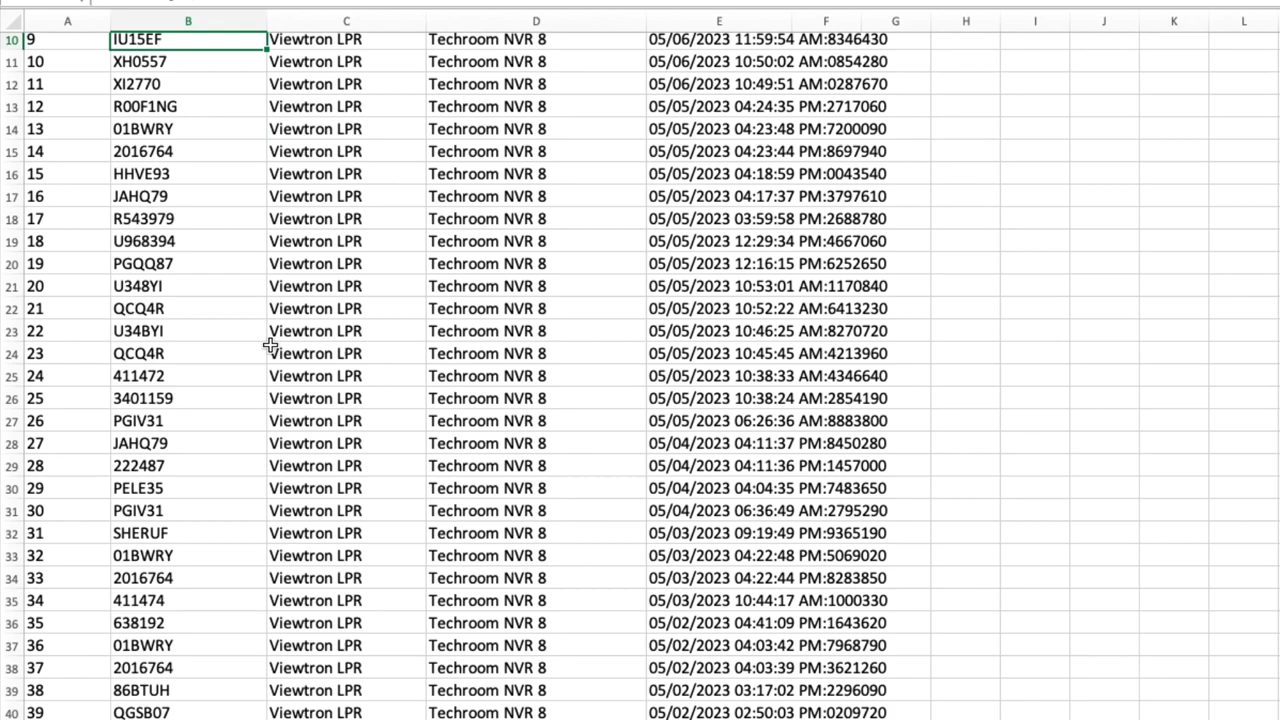 A B C D E F G H I J K L
10 9 IU15EF Viewtron LPR Techroom NVR 8 05/06/2023 11:59:54 AM:8346430
11 10 XH0557 Viewtron LPR Techroom NVR 8 05/06/2023 10:50:02 AM:0854280
12 11 XI2770 Viewtron LPR Techroom NVR 8 05/06/2023 10:49:51 AM:0287670
13 12 R00F1NG Viewtron LPR Techroom NVR 8 05/05/2023 04:24:35 PM:2717060
14 13 01BWRY Viewtron LPR Techroom NVR 8 05/05/2023 04:23:48 PM:7200090
15 14 2016764 Viewtron LPR Techroom NVR 8 05/05/2023 04:23:44 PM:8697940
16 15 HHVE93 Viewtron LPR Techroom NVR 8 05/05/2023 04:18:59 PM:0043540
17 16 JAHQ79 Viewtron LPR Techroom NVR 8 05/05/2023 04:17:37 PM:3797610
18 17 R543979 Viewtron LPR Techroom NVR 8 05/05/2023 03:59:58 PM:2688780
19 18 U968394 Viewtron LPR Techroom NVR 8 05/05/2023 12:29:34 PM:4667060
20 19 PGQQ87 Viewtron LPR Techroom NVR 8 05/05/2023 12:16:15 PM:6252650
21 20 U348YI Viewtron LPR Techroom NVR 8 05/05/2023 10:53:01 AM:1170840
22 21 QCQ4R Viewtron LPR Techroom NVR 8 05/05/2023 10:52:22 AM:6413230
23 22 U34BYI Viewtron LPR Techroom NVR 8 05/05/2023 10:46:25 AM:8270720
24 23 QCQ4R Viewtron LPR Techroom NVR 8 05/05/2023 10:45:45 AM:4213960
25 24 411472 Viewtron LPR Techroom NVR 8 05/05/2023 10:38:33 AM:4346640
26 25 3401159 Viewtron LPR Techroom NVR 8 05/05/2023 10:38:24 AM:2854190
27 26 PGIV31 Viewtron LPR Techroom NVR 8 05/05/2023 06:26:36 AM:8883800
28 27 JAHQ79 Viewtron LPR Techroom NVR 8 05/04/2023 04:11:37 PM:8450280
29 28 222487 Viewtron LPR Techroom NVR 8 05/04/2023 04:11:36 PM:1457000
30 29 PELE35 Viewtron LPR Techroom NVR 8 05/04/2023 04:04:35 PM:7483650
31 30 PGIV31 Viewtron LPR Techroom NVR 8 05/04/2023 06:36:49 AM:2795290
32 31 SHERUF Viewtron LPR Techroom NVR 8 05/03/2023 09:19:49 PM:9365190
33 32 01BWRY Viewtron LPR Techroom NVR 8 05/03/2023 04:22:48 PM:5069020
34 33 2016764 Viewtron LPR Techroom NVR 8 05/03/2023 04:22:44 PM:8283850
35 34 411474 Viewtron LPR Techroom NVR 8 05/03/2023 10:44:17 AM:1000330
36 35 638192 Viewtron LPR Techroom NVR 8 05/02/2023 04:41:09 PM:1643620
37 36 01BWRY Viewtron LPR Techroom NVR 8 05/02/2023 04:03:42 PM:7968790
38 37 2016764 Viewtron LPR Techroom NVR 8 05/02/2023 04:03:39 PM:3621260
39 38 86BTUH Viewtron LPR Techroom NVR 8 05/02/2023 03:17:02 PM:2296090
40 39 QGSB07 Viewtron LPR Techroom NVR 8 05/02/2023 02:50:03 PM:0209720